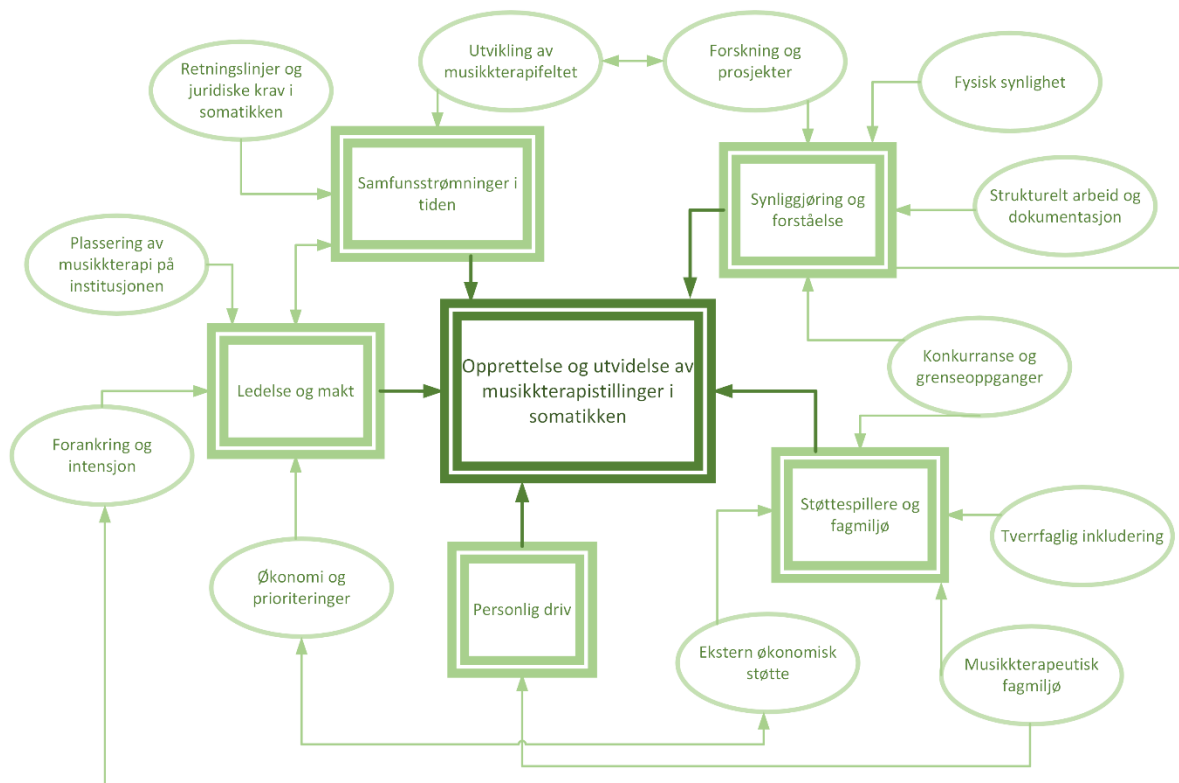 Utvikling av
musikkterapifeltet
Forskning og
prosjekter
Retningslinjer og
juridiske krav i
somatikken
Fysisk synlighet
Samfunsstrømninger i
tiden
Synliggjøring og
forståelse
Strukturelt arbeid og
dokumentasjon
Plassering av
musikkterapi på
institusjonen
Ledelse og makt
Opprettelse og utvidelse av
musikkterapistillinger i
somatikken
Konkurranse og
grenseoppganger
Forankring og
intensjon
Støttespillere og
fagmiljø
Tverrfaglig inkludering
Økonomi og
prioriteringer
Personlig driv
Ekstern økonomisk
støtte
Musikkterapeutisk
fagmiljø